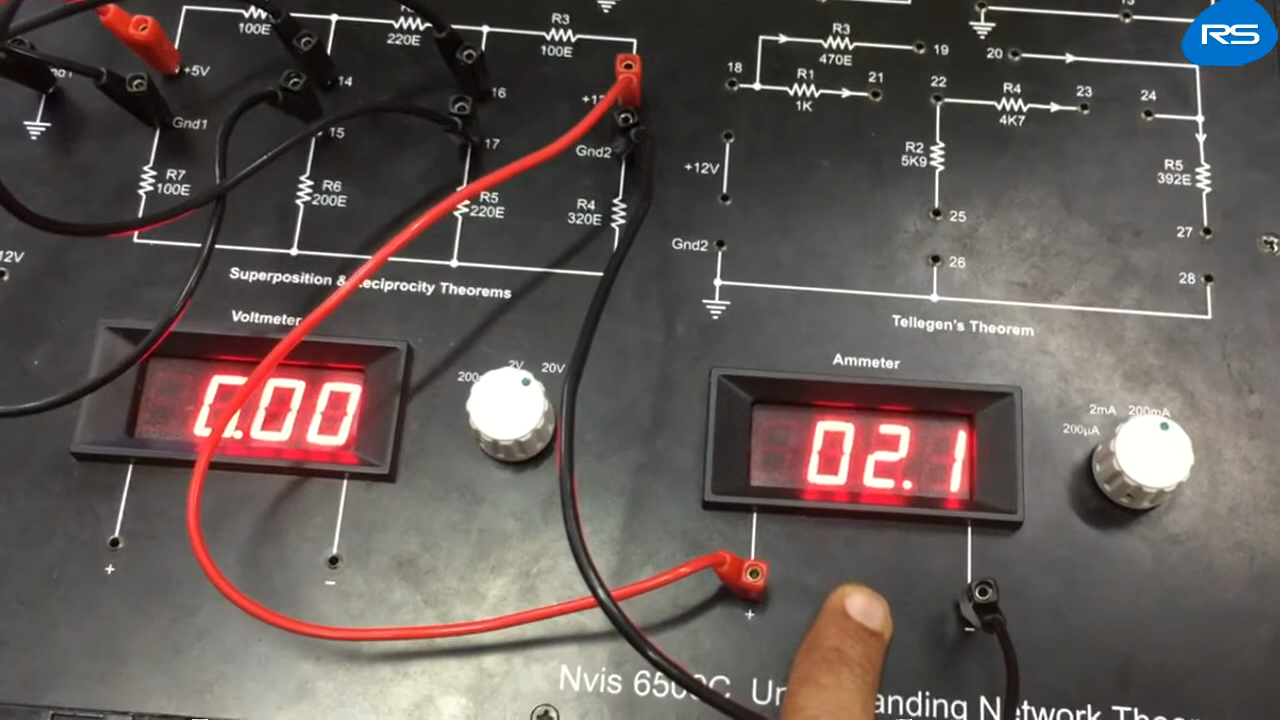 RS
13
100E
220E
R3
100E
R3
470E
19
20
+5V
14
16
18
R1
1K
21
22
R4
4K7
23
24
Gnd1
15
17
Gnd2
+12V
R2
5K9
R5
392E
R7
100E
R6
200E
R5
220E
R4
320E
25
27
12V
Gnd2
26
28
Superposition & Reciprocity Theorems
Tellegen's Theorem
Voltmeter
Ammeter
2V
20V
0.00
2mA
200mA
200µA
02.1
+
-
+
-
Nvis